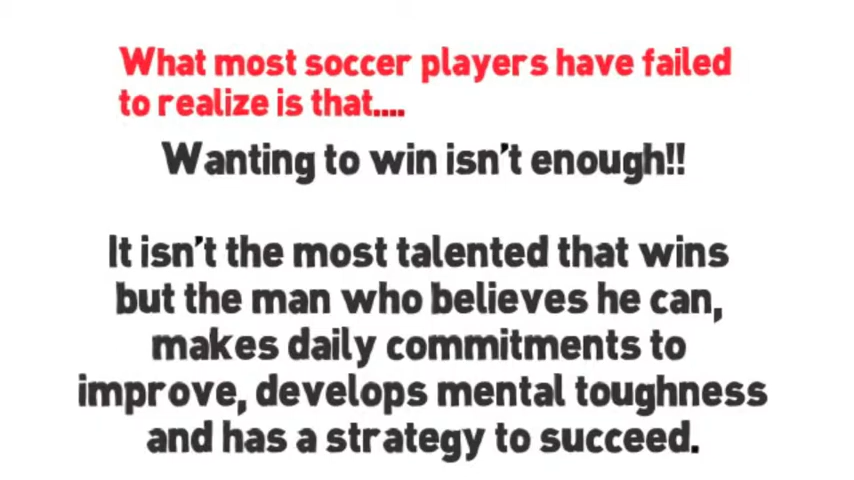 What most soccer players have failed
to realize is that....
Wanting to win isn't enough!!
It isn't the most talented that wins
but the man who believes he can,
makes daily commitments to
improve, develops mental toughness
and has a strategy to succeed.